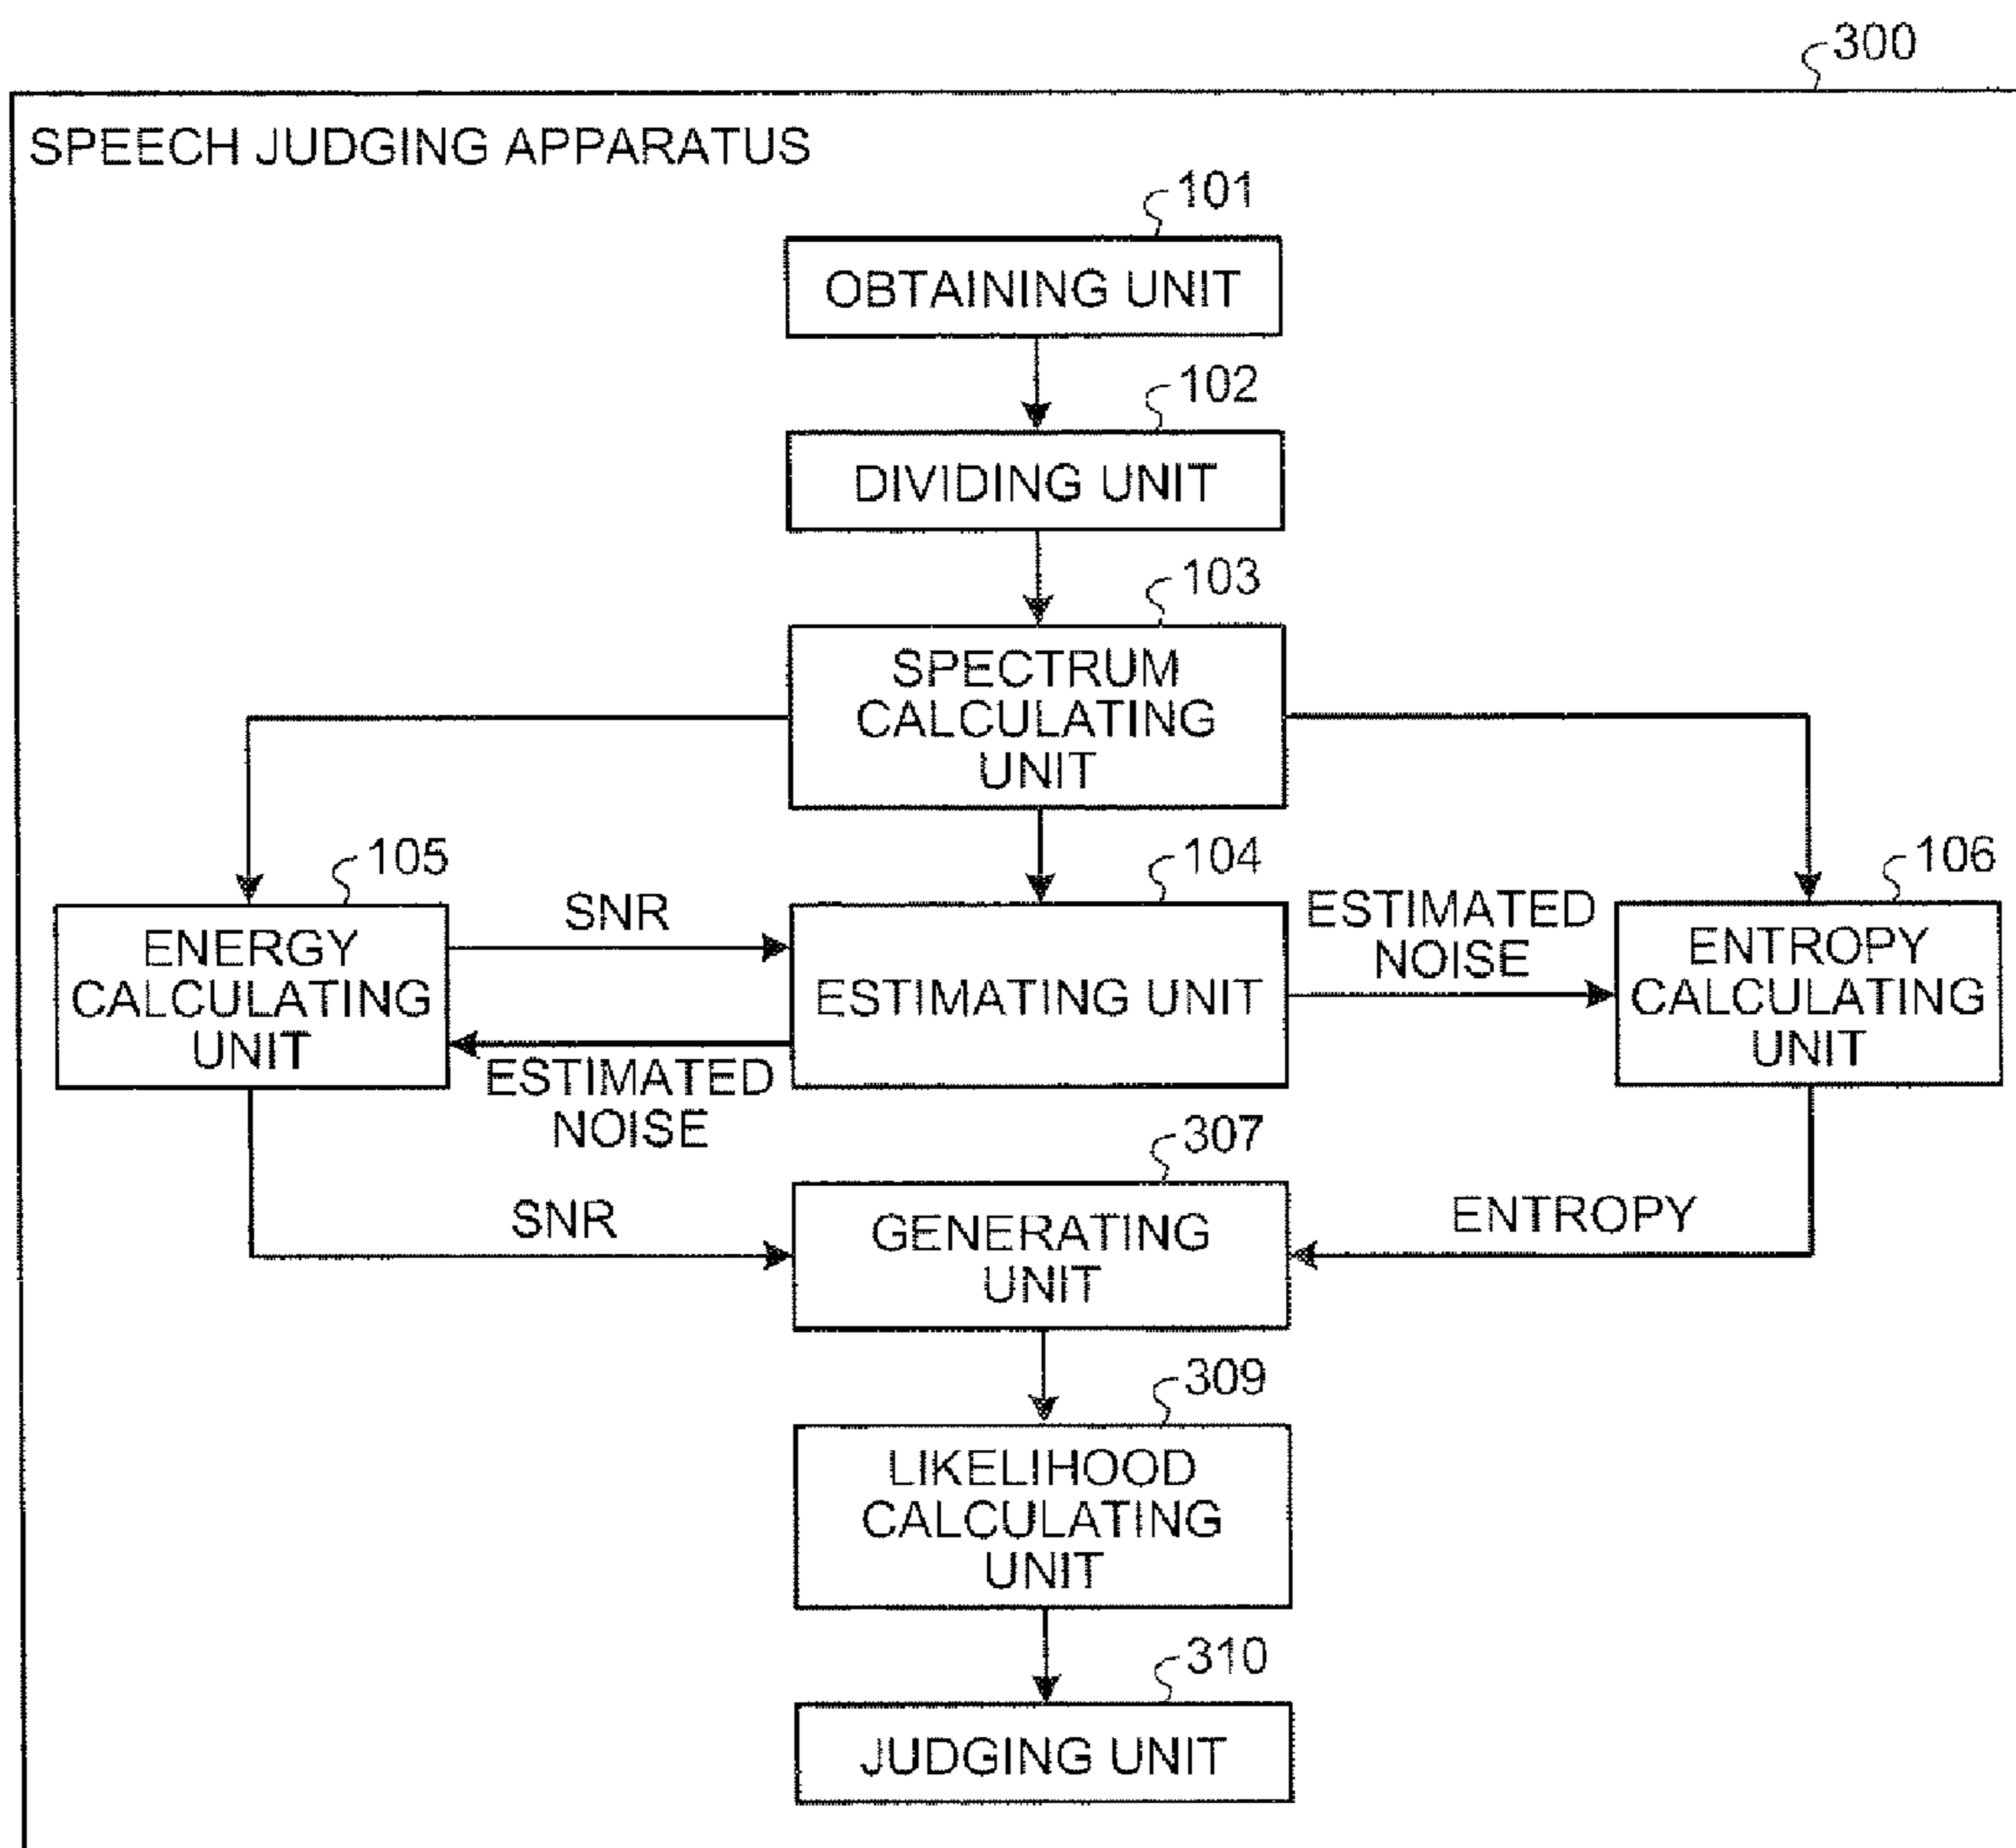 300
SPEECH JUDGING APPARATUS
101
OBTAINING UNIT
102
DIVIDING UNIT
103
SPECTRUM
CALCULATING
UNIT
105
ENERGY
CALCULATING
UNIT
SNR
104
ESTIMATING UNIT
ESTIMATED
NOISE
ESTIMATED
NOISE
106
ENTROPY
CALCULATING
UNIT
SNR
307
GENERATING
UNIT
ENTROPY
309
LIKELIHOOD
CALCULATING
UNIT
310
JUDGING UNIT